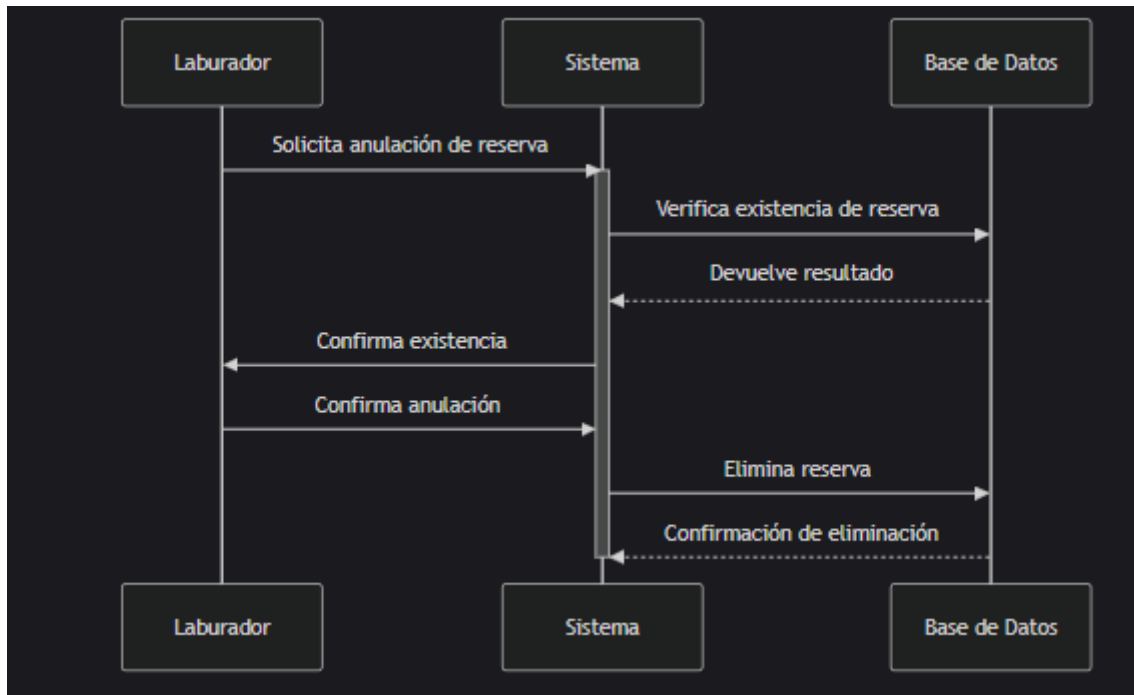 Laburador
Sistema
Base de Datos
Solicita anulación de reserva
Verifica existencia de reserva
Devuelve resultado
Confirma existencia
Confirma anulación
Elimina reserva
Confirmación de eliminación
Laburador
Sistema
Base de Datos